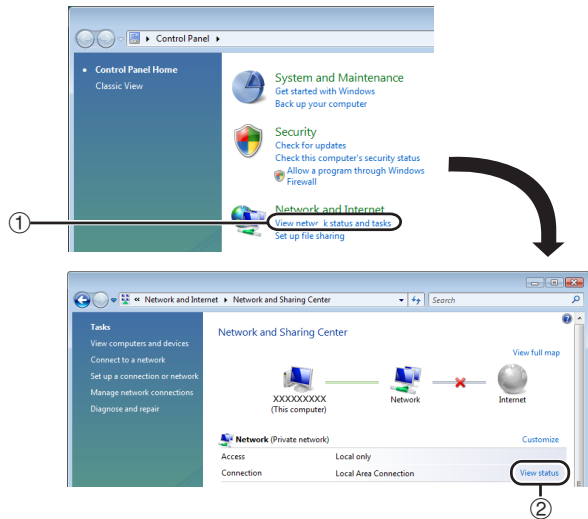 Control Panel
Control Panel Home
Classic View
System and Maintenance
Get started with Windows
Back up your computer
Security
Check for updates
Check this computer's security status
Allow a program through Windows
Firewall
Network and Internet
①
View netw k status and tasks
Set up file sharing
« Network and Internet Network and Sharing Center
Search
Tasks
View computers and devices
Connect to a network
Set up a connection or network
Manage network connections
Diagnose and repair
Network and Sharing Center
View full map
XXXXXXXXX
(This computer)
Network
Internet
Network (Private network)
Customize
Access Local only
Connection Local Area Connection View status
②